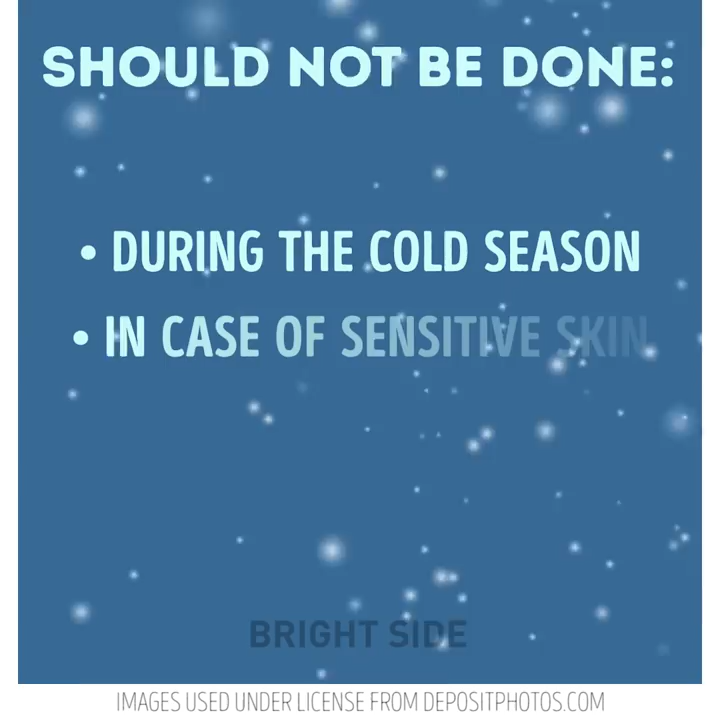 SHOULD NOT BE DONE:
• DURING THE COLD SEASON
• IN CASE OF SENSITIVE SKIN
BRIGHT SIDE
IMAGES USED UNDER LICENSE FROM DEPOSITPHOTOS.COM